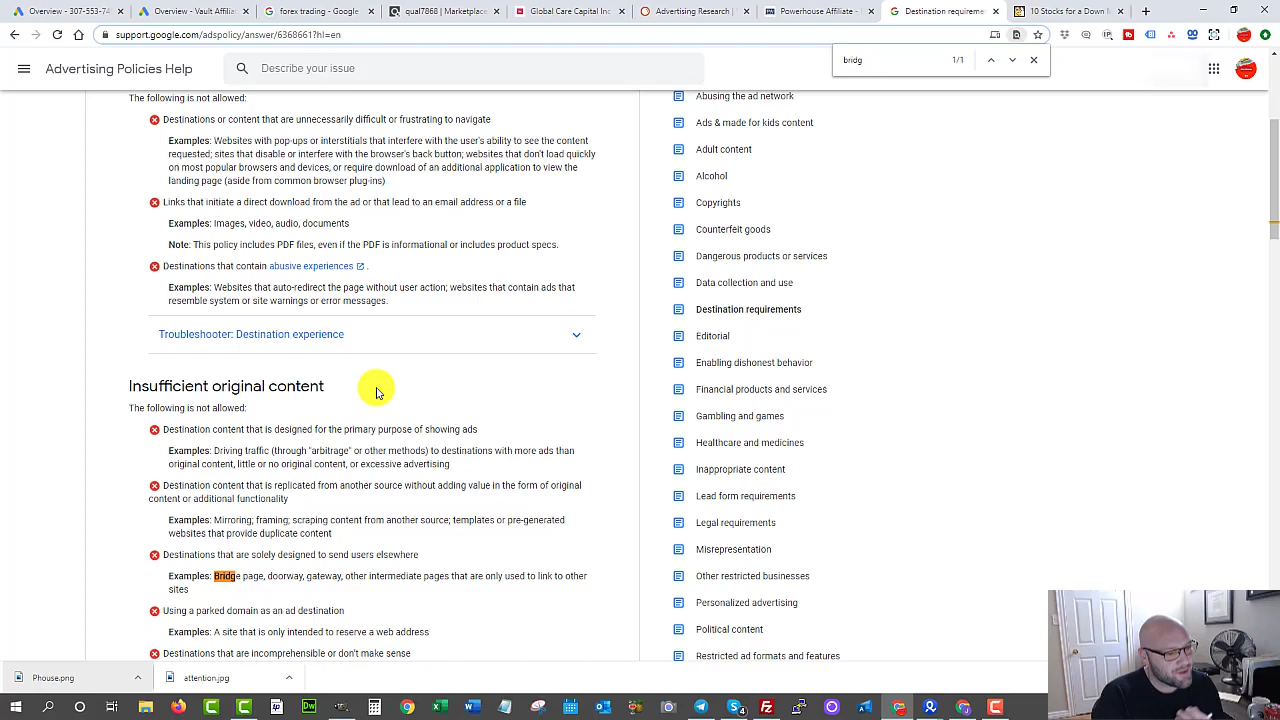 Overview - 307-553-74
Overview - Vault Affilia
forex trading - Google
qual7868 | Marketplac
Global Care Capital Inc
Advertising Research |
Powerhouse Affiliate -
Destination requireme
10 Stocks for a Down M
support.google.com/adspolicy/answer/6368661?hl=en
bridg
1/1
Advertising Policies Help
Describe your issue
The following is not allowed:
Destinations or content that are unnecessarily difficult or frustrating to navigate
Examples: Websites with pop-ups or interstitials that interfere with the user's ability to see the content
requested; sites that disable or interfere with the browser's back button; websites that don't load quickly
on most popular browsers and devices, or require download of an additional application to view the
landing page (aside from common browser plug-ins)
Links that initiate a direct download from the ad or that lead to an email address or a file
Examples: Images, video, audio, documents
Note: This policy includes PDF files, even if the PDF is informational or includes product specs.
Destinations that contain abusive experiences .
Examples: Websites that auto-redirect the page without user action; websites that contain ads that
resemble system or site warnings or error messages.
Troubleshooter: Destination experience
Insufficient original content
The following is not allowed:
Destination content that is designed for the primary purpose of showing ads
Examples: Driving traffic (through "arbitrage" or other methods) to destinations with more ads than
original content, little or no original content, or excessive advertising
Destination content that is replicated from another source without adding value in the form of original
content or additional functionality
Examples: Mirroring; framing; scraping content from another source; templates or pre-generated
websites that provide duplicate content
Destinations that are solely designed to send users elsewhere
Examples: Bridge page, doorway, gateway, other intermediate pages that are only used to link to other
sites
Using a parked domain as an ad destination
Examples: A site that is only intended to reserve a web address
Destinations that are incomprehensible or don't make sense
Abusing the ad network
Ads & made for kids content
Adult content
Alcohol
Copyrights
Counterfeit goods
Dangerous products or services
Data collection and use
Destination requirements
Editorial
Enabling dishonest behavior
Financial products and services
Gambling and games
Healthcare and medicines
Inappropriate content
Lead form requirements
Legal requirements
Misrepresentation
Other restricted businesses
Personalized advertising
Political content
Restricted ad formats and features
Phouse.png
attention.jpg